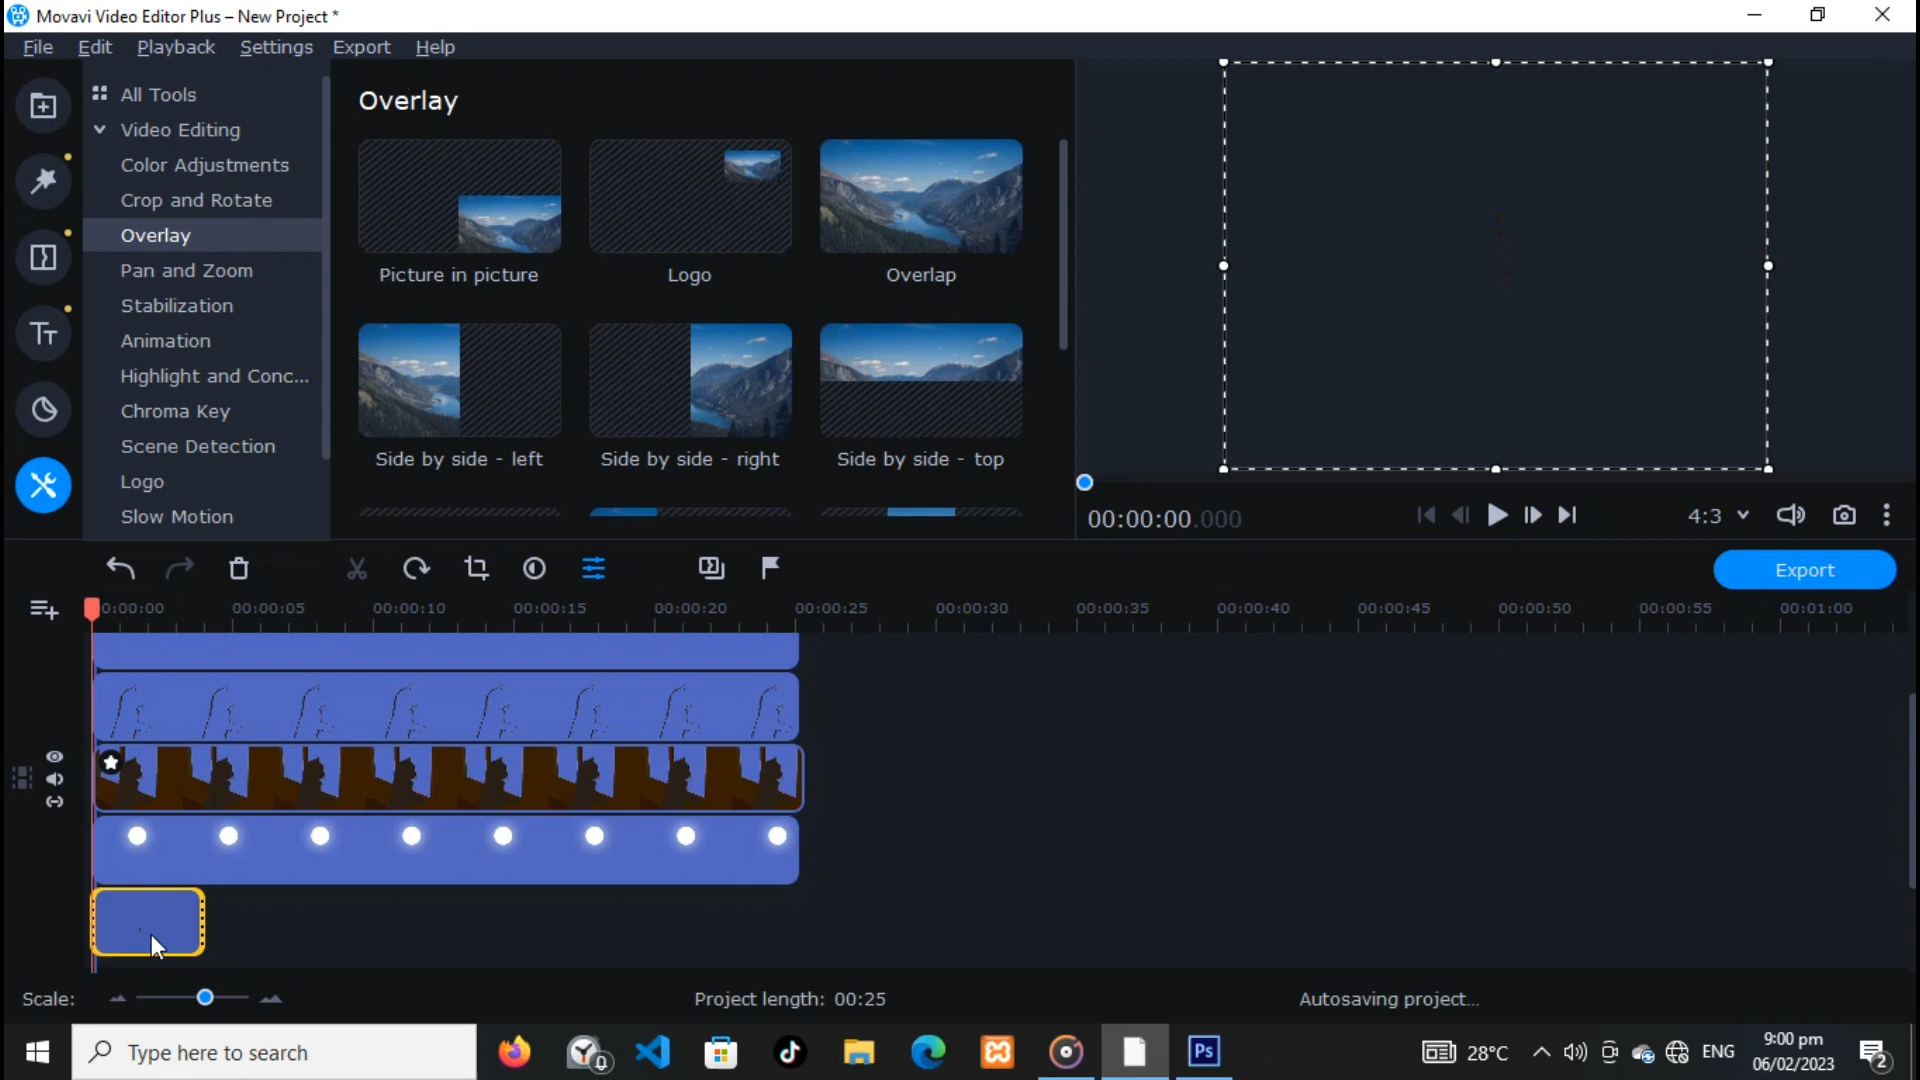 Movavi Video Editor Plus – New Project *
File Edit Playback Settings Export Help
All Tools
Video Editing
Color Adjustments
Crop and Rotate
Overlay
Pan and Zoom
Stabilization
Animation
Highlight and Conc...
Chroma Key
Scene Detection
Logo
Slow Motion
Overlay
Picture in picture
Logo
Overlap
Side by side - left
Side by side - right
Side by side - top
00:00:00.000
4:3
Export
0:00:00 00:00:05 00:00:10 00:00:15 00:00:20 00:00:25 00:00:30 00:00:35 00:00:40 00:00:45 00:00:50 00:00:55 00:01:00
Scale:
Project length: 00:25
Autosaving project...
Type here to search
Ps
28°C
ENG
9:00 pm
06/02/2023
2